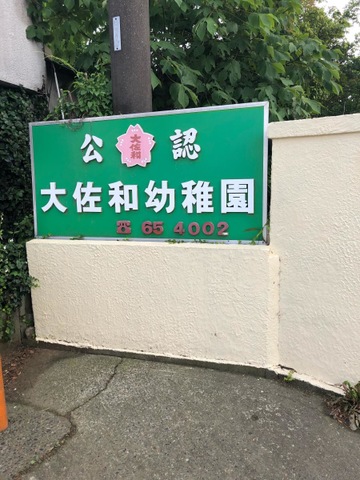 公 大佐和 認
大佐和幼稚園
☎ 65 4002